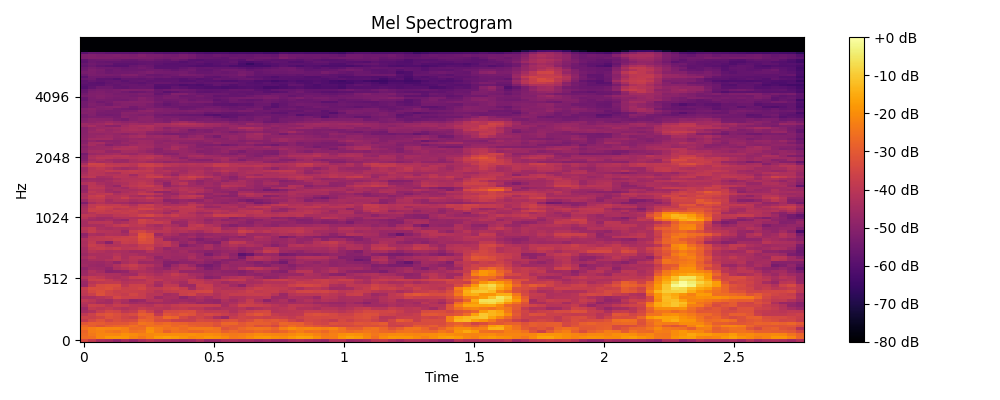 Mel Spectrogram
Hz
4096
2048
1024
512
0
0
0.5
1
1.5
2
2.5
Time
+0 dB
-10 dB
-20 dB
-30 dB
-40 dB
-50 dB
-60 dB
-70 dB
-80 dB